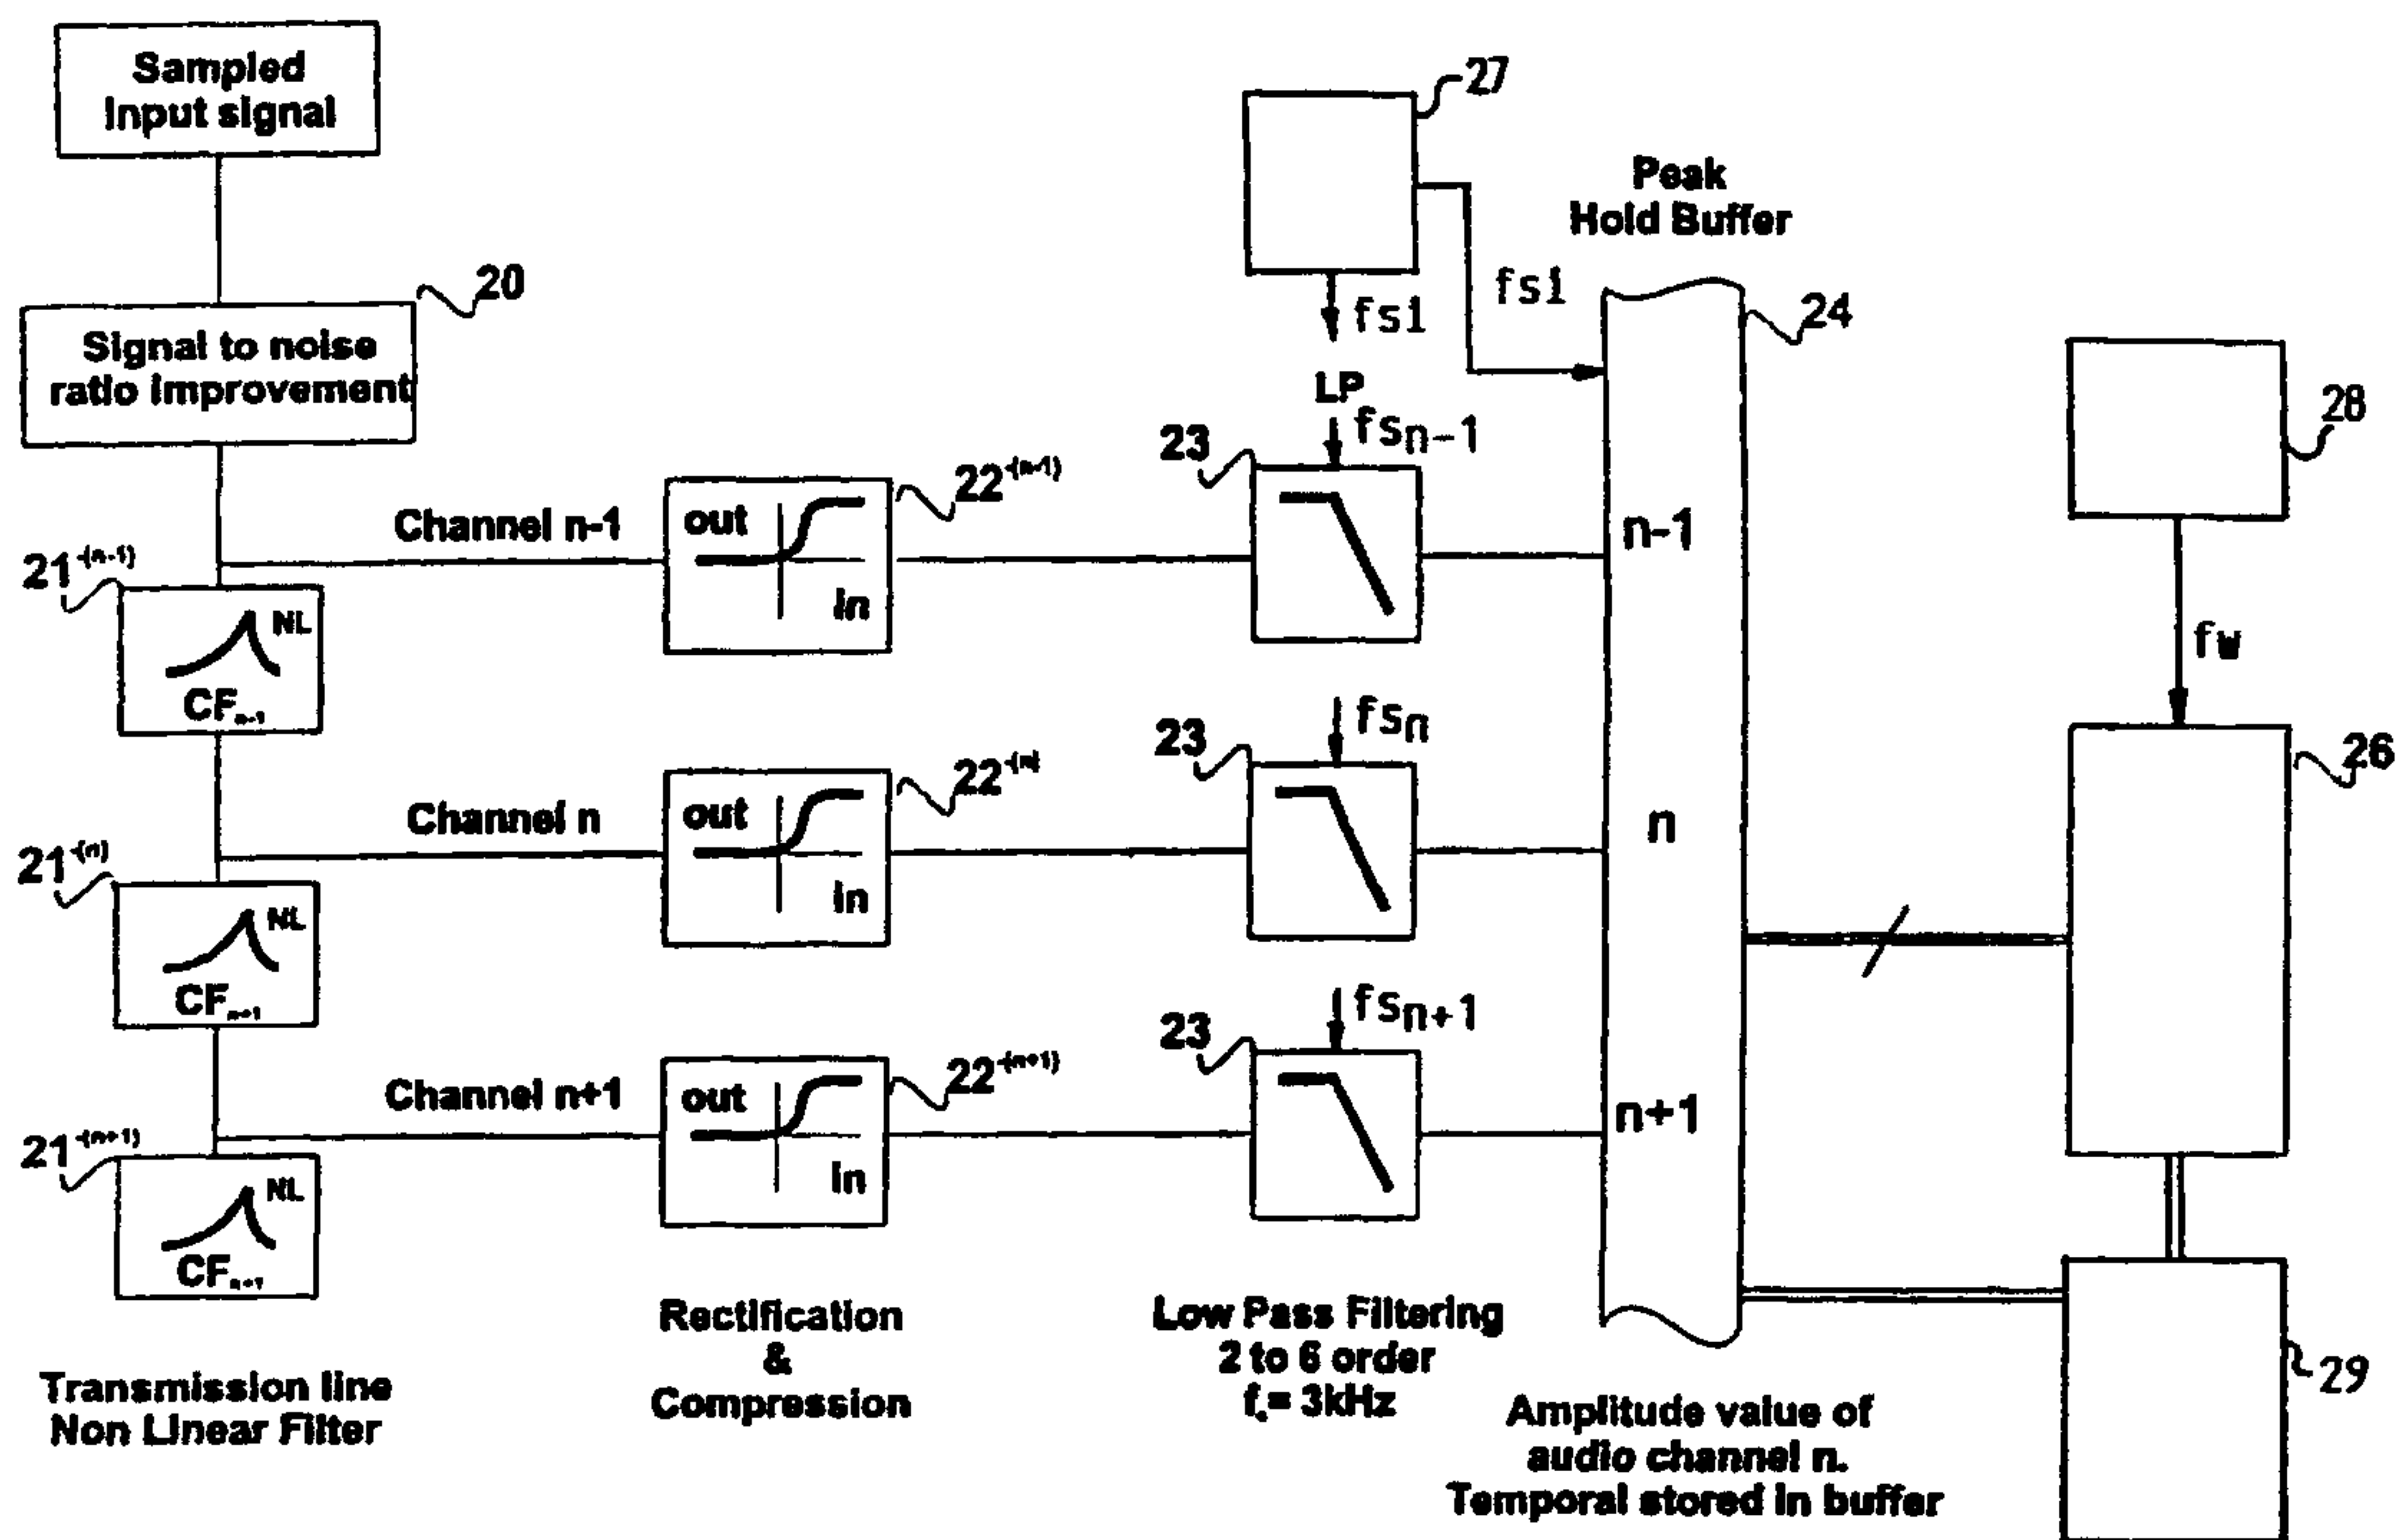 Sampled
Input signal
20
Signal to noise
ratio improvement
27
fsi
fsi
Peak
Hold Buffer
24
28
fw
26
29
LP
fsn-1
23
22-(n-1)
Channel n-1
out
In
n-1
21-(n-1)
NL
CFn-1
fsn
23
22-(n)
Channel n
out
In
n
21-(n)
NL
CFn+1
fsn+1
23
22-(n+1)
Channel n+1
out
In
n+1
21-(n+1)
NL
CFn+1
Transmission line
Non Linear Filter
Rectification
&
Compression
Low Pass Filtering
2 to 6 order
= 3kHz
Amplitude value of
audio channel n.
Temporal stored in buffer